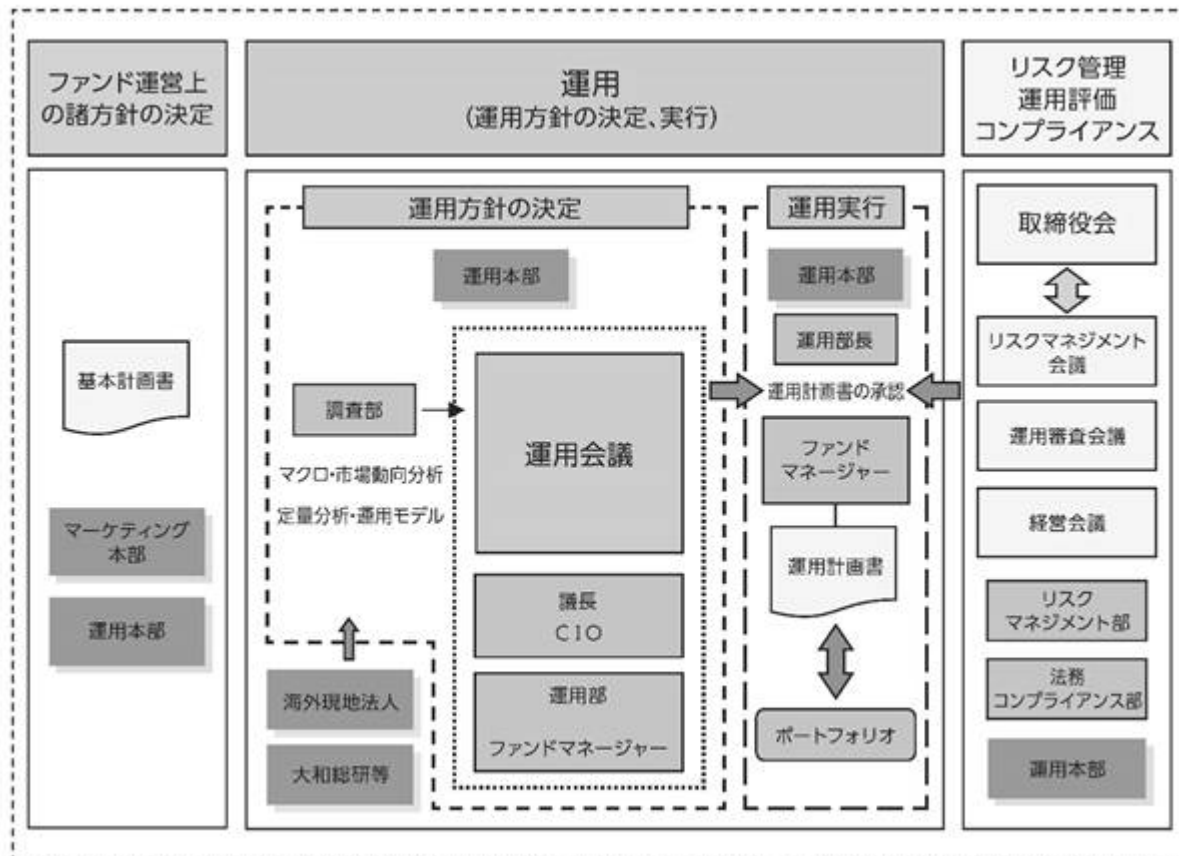 ファンド運営上
の諸方針の決定
運用
(運用方針の決定、実行)
リスク管理
運用評価
コンプライアンス
基本計画書
マーケティング
本部
運用本部
運用方針の決定
運用本部
調査部
マクロ・市場動向分析
定量分析・運用モデル
運用会議
議長
CIO
運用部
ファンドマネージャー
海外現地法人
大和総研等
運用実行
運用本部
運用部長
運用計画書の承認
ファンド
マネージャー
運用計画書
ポートフォリオ
取締役会
リスクマネジメント
会議
運用審査会議
経営会議
リスク
マネジメント部
法務
コンプライアンス部
運用本部